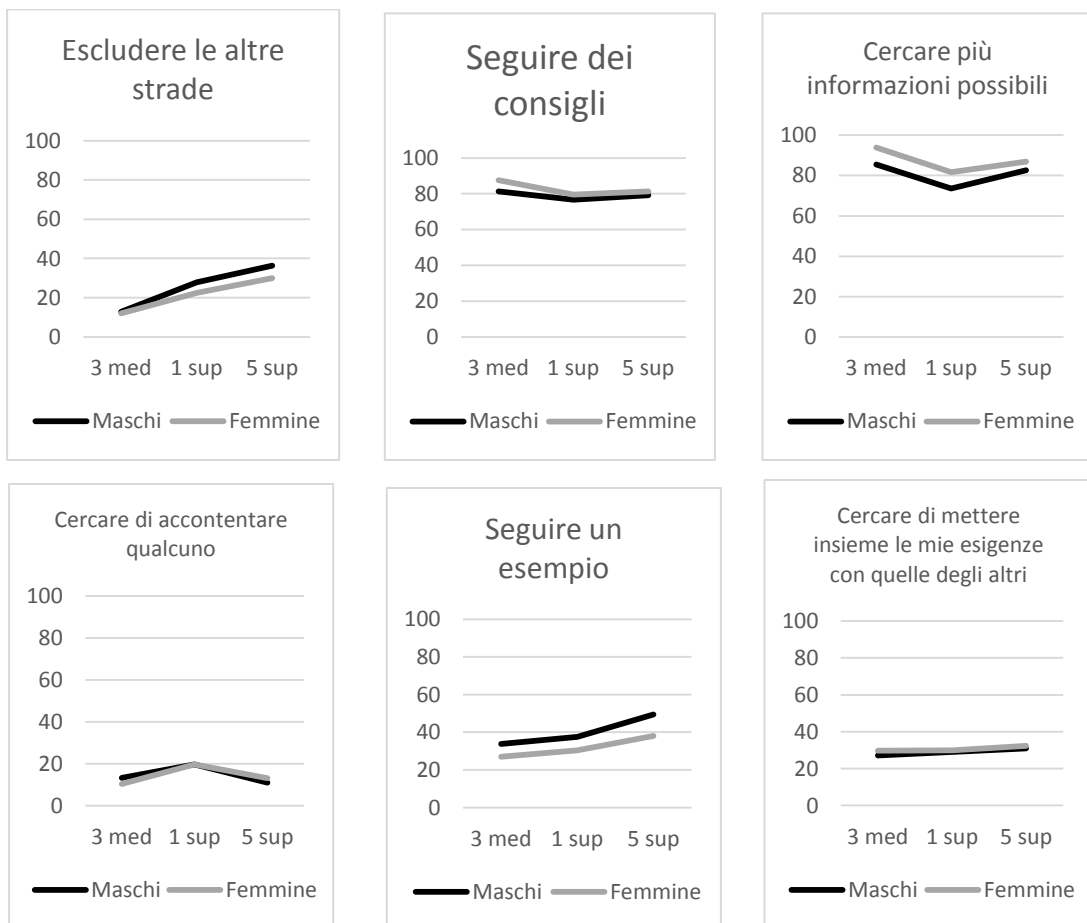 Escludere le altre
strade
100
80
60
40
20
0
3 med 1 sup 5 sup
Maschi Femmine
Seguire dei
consigli
100
80
60
40
20
0
3 med 1 sup 5 sup
Maschi Femmine
Cercare più
informazioni possibili
100
80
60
40
20
0
3 med 1 sup 5 sup
Maschi Femmine
Cercare di accontentare
qualcuno
100
80
60
40
20
0
3 med 1 sup 5 sup
Maschi Femmine
Seguire un
esempio
100
80
60
40
20
0
3 med 1 sup 5 sup
Maschi Femmine
Cercare di mettere
insieme le mie esigenze
con quelle degli altri
100
80
60
40
20
0
3 med 1 sup 5 sup
Maschi Femmine